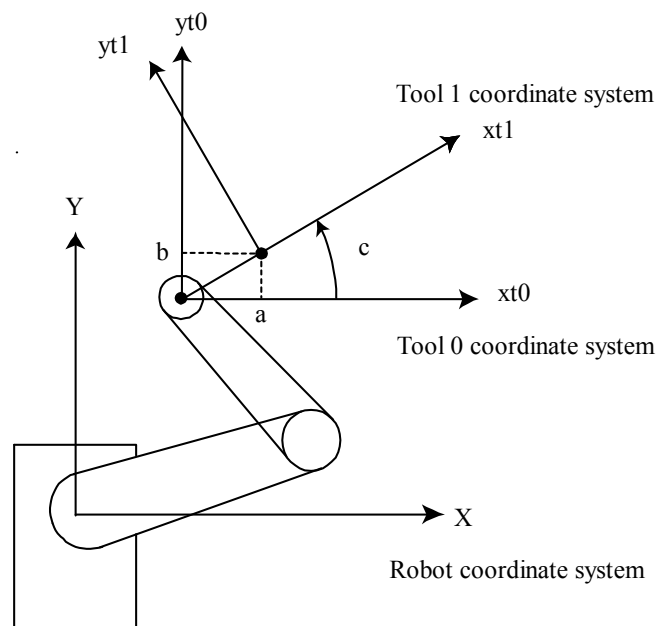 yt0
yt1
Tool 1 coordinate system
xt1
Y
b
c
a
xt0
Tool 0 coordinate system
X
Robot coordinate system